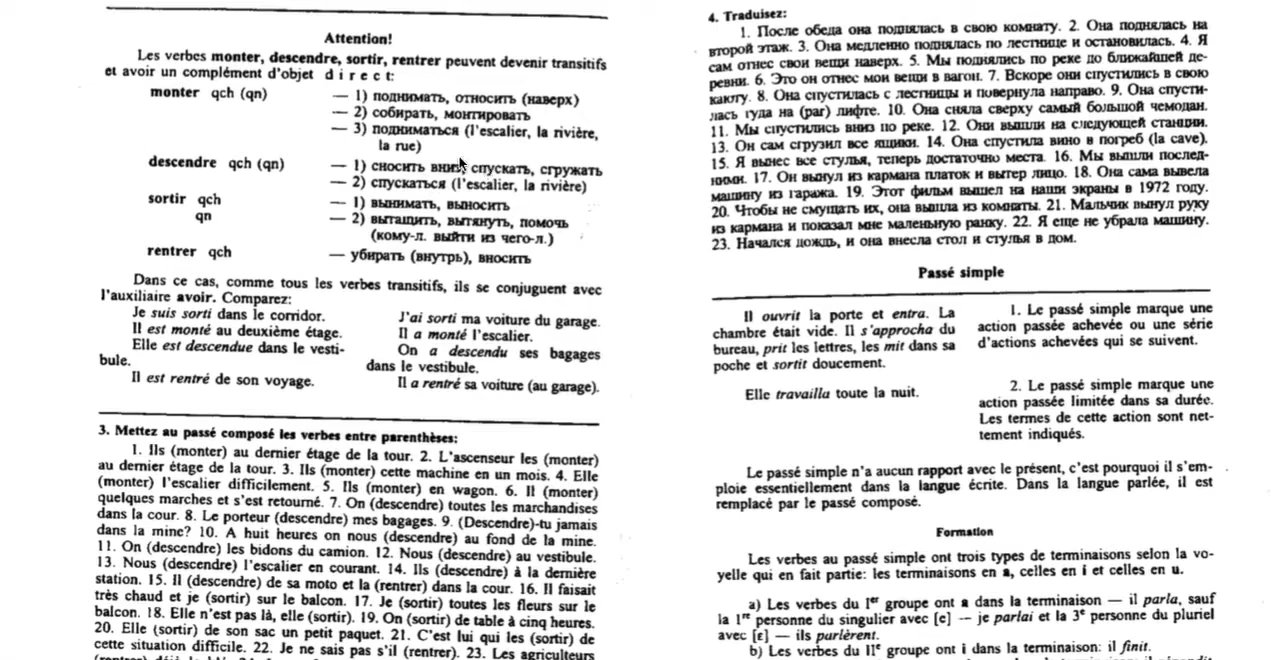 Attention!
Les verbes monter, descendre, sortir, rentrer peuvent devenir transitifs
et avoir un complément d'objet direct:
monter qch (qn) — 1) поднимать, относить (наверх)
— 2) собирать, монтировать
— 3) подниматься (l'escalier, la rivière,
la rue)
descendre qch (qn) — 1) сносить вниз, спускать, сгружать
— 2) спускаться (l'escalier, la rivière)
sortir qch — 1) вынимать, выносить
qn — 2) вытащить, вытянуть, помочь
(кому-л. выйти из чего-л.)
rentrer qch — убирать (внутрь), вносить
Dans ce cas, comme tous les verbes transitifs, ils se conjuguent avec
l'auxiliaire avoir. Comparez:
Je suis sorti dans le corridor.
Il est monté au deuxième étage.
Elle est descendue dans le vesti-
bule.
Il est rentré de son voyage.
J'ai sorti ma voiture du garage.
Il a monté l'escalier.
On a descendu ses bagages
dans le vestibule.
Il a rentré sa voiture (au garage).
3. Mettez au passé composé les verbes entre parenthèses:
1. Ils (monter) au dernier étage de la tour. 2. L'ascenseur les (monter)
au dernier étage de la tour. 3. Ils (monter) cette machine en un mois. 4. Elle
(monter) l'escalier difficilement. 5. Ils (monter) en wagon. 6. Il (monter)
quelques marches et s'est retourné. 7. On (descendre) toutes les marchandises
dans la cour. 8. Le porteur (descendre) mes bagages. 9. (Descendre)-tu jamais
dans la mine? 10. A huit heures on nous (descendre) au fond de la mine.
11. On (descendre) les bidons du camion. 12. Nous (descendre) au vestibule.
13. Nous (descendre) l'escalier en courant. 14. Ils (descendre) à la dernière
station. 15. Il (descendre) de sa moto et la (rentrer) dans la cour. 16. Il faisait
très chaud et je (sortir) sur le balcon. 17. Je (sortir) toutes les fleurs sur le
balcon. 18. Elle n'est pas là, elle (sortir). 19. On (sortir) de table à cinq heures.
20. Elle (sortir) de son sac un petit paquet. 21. C'est lui qui les (sortir) de
cette situation difficile. 22. Je ne sais pas s'il (rentrer). 23. Les agriculteurs
4. Traduisez:
1. После обеда она поднялась в свою комнату. 2. Она поднялась на
второй этаж. 3. Она медленно поднялась по лестнице и остановилась. 4. Я
сам отнес свои вещи наверх. 5. Мы поднялись по реке до ближайшей де-
ревни. 6. Это он отнес мои вещи в вагон. 7. Вскоре они спустились в свою
каюту. 8. Она спустилась с лестницы и повернула направо. 9. Она спусти-
лась туда на (par) лифте. 10. Она сняла сверху самый большой чемодан.
11. Мы спустились вниз по реке. 12. Они вышли на следующей станции.
13. Он сам сгрузил все ящики. 14. Она спустила вино в погреб (la cave).
15. Я вынес все стулья, теперь достаточно места. 16. Мы вышли послед-
ними. 17. Он вынул из кармана платок и вытер лицо. 18. Она сама вывела
машину из гаража. 19. Этот фильм вышел на наши экраны в 1972 году.
20. Чтобы не смущать их, она вышла из комнаты. 21. Мальчик вынул руку
из кармана и показал мне маленькую ранку. 22. Я еще не убрала машину.
23. Начался дождь, и она внесла стол и стулья в дом.
Passé simple
Il ouvrit la porte et entra. La
chambre était vide. Il s'approcha du
bureau, prit les lettres, les mit dans sa
poche et sortit doucement.
Elle travailla toute la nuit.
1. Le passé simple marque une
action passée achevée ou une série
d'actions achevées qui se suivent.
2. Le passé simple marque une
action passée limitée dans sa durée.
Les termes de cette action sont net-
tement indiqués.
Le passé simple n'a aucun rapport avec le présent, c'est pourquoi il s'em-
ploie essentiellement dans la langue écrite. Dans la langue parlée, il est
remplacé par le passé composé.
Formation
Les verbes au passé simple ont trois types de terminaisons selon la vo-
yelle qui en fait partie: les terminaisons en a, celles en i et celles en u.
a) Les verbes du Iᵉʳ groupe ont a dans la terminaison — il parla, sauf
la 1ʳᵉ personne du singulier avec [e] — je parlai et la 3ᵉ personne du pluriel
avec [ɛ] — ils parlèrent.
b) Les verbes du IIᵉ groupe ont i dans la terminaison: il finit.